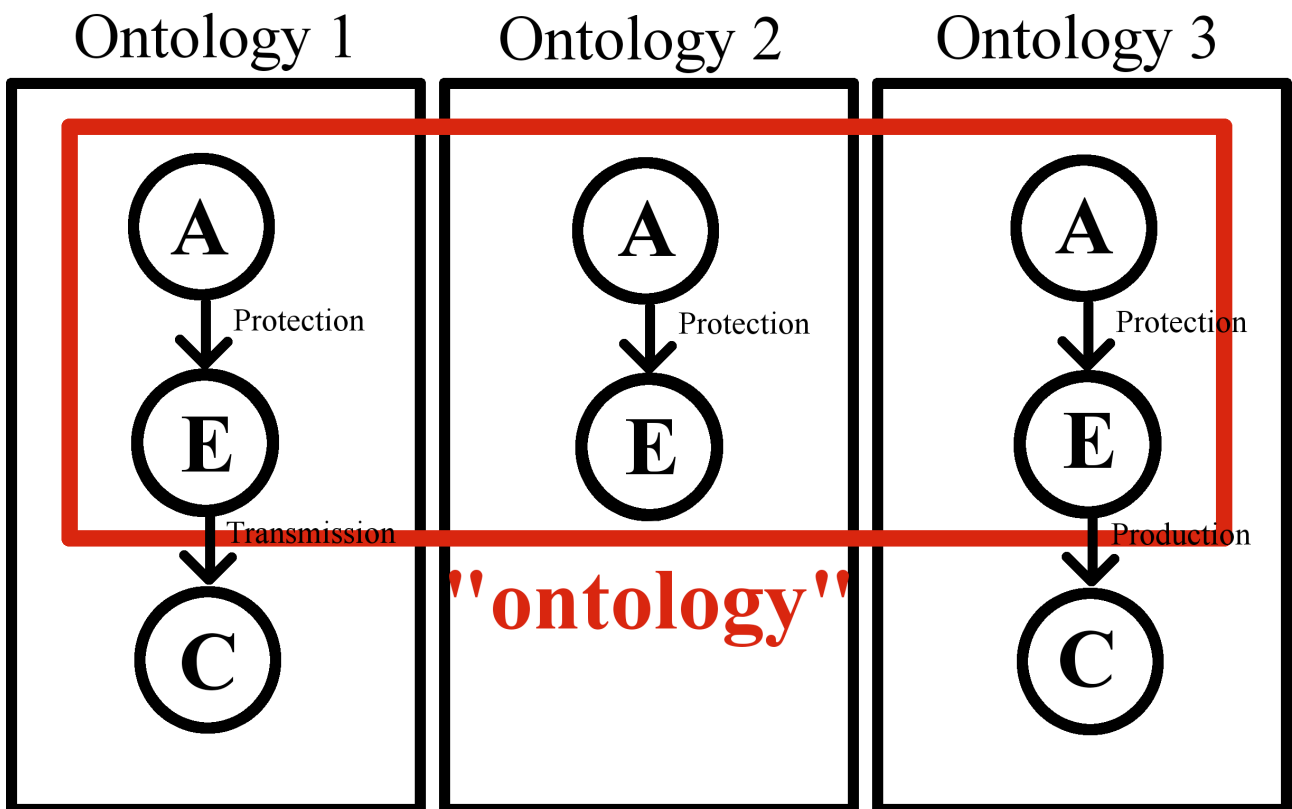 Ontology 1
Ontology 2
Ontology 3
A
A
A
Protection
Protection
Protection
E
E
E
Transmission
Production
"ontology"
C
C